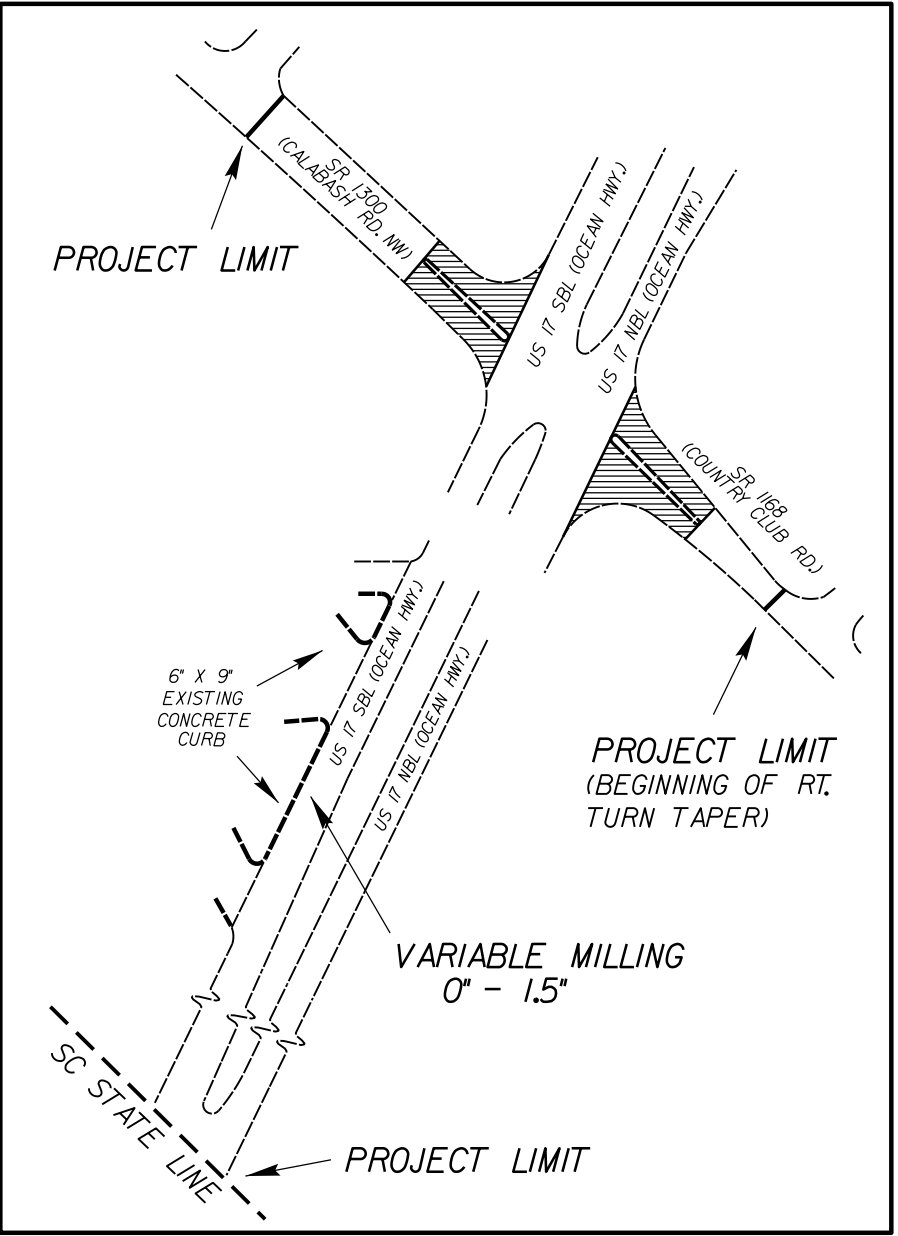 SR 1300
(CALABASH RD. NW)
PROJECT LIMIT
US 17 SBL (OCEAN HWY.)
US 17 NBL (OCEAN HWY.)
SR 1168
(COUNTRY CLUB RD.)
6" X 9"
EXISTING
CONCRETE
CURB
US 17 SBL (OCEAN HWY.)
US 17 NBL (OCEAN HWY.)
PROJECT LIMIT
(BEGINNING OF RT.
TURN TAPER)
VARIABLE MILLING
0" - 1.5"
SC STATE LINE
PROJECT LIMIT